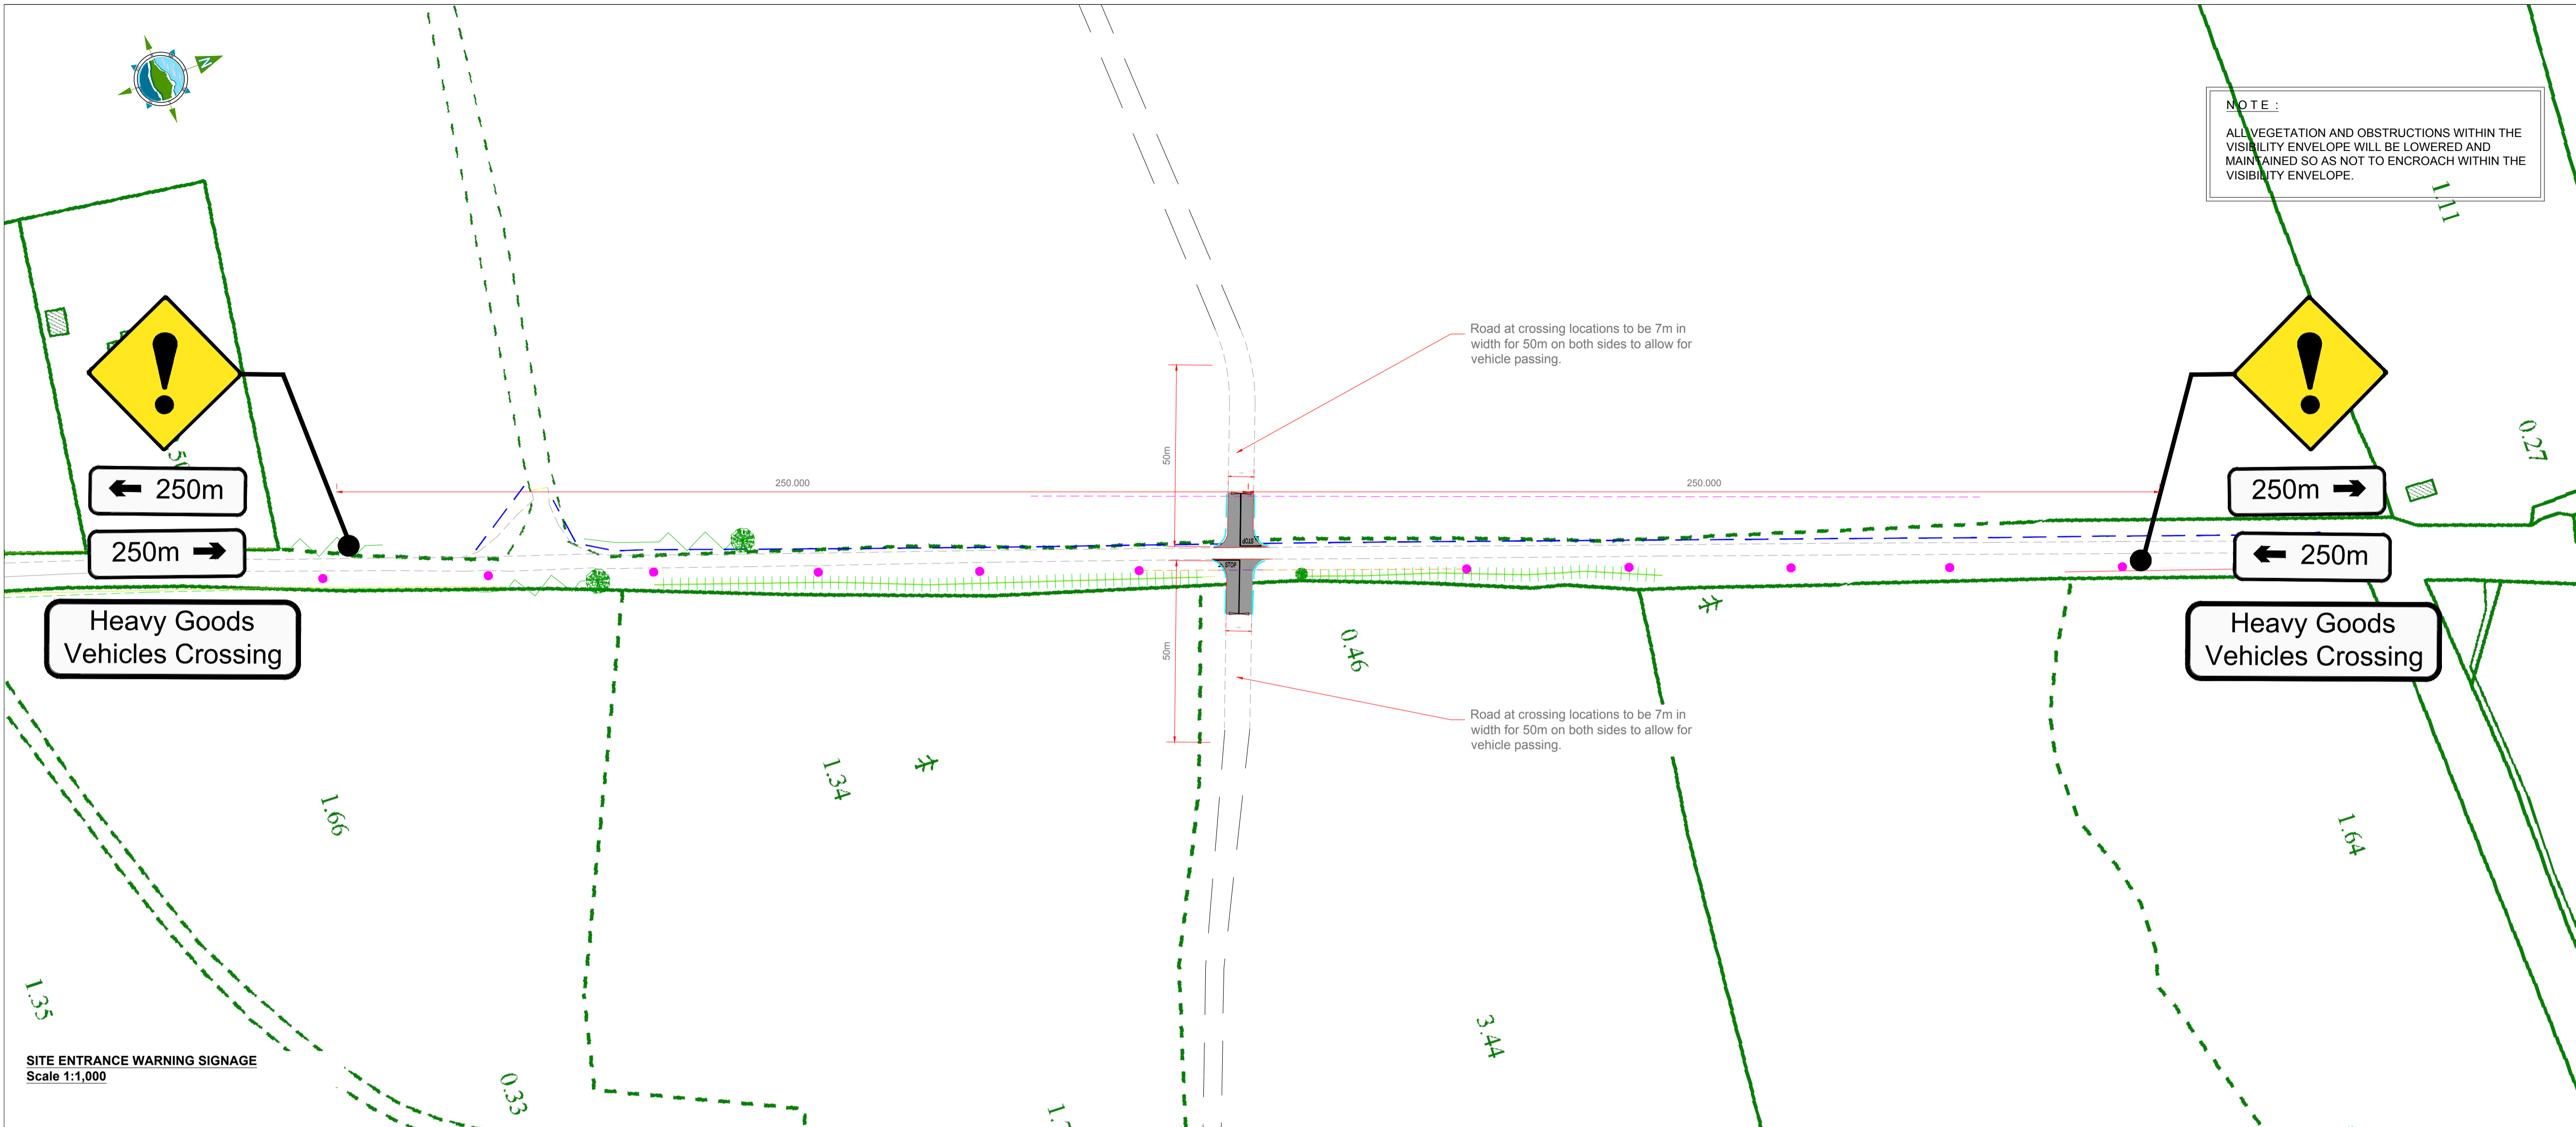 N
NOTE :
ALL VEGETATION AND OBSTRUCTIONS WITHIN THE
VISIBILITY ENVELOPE WILL BE LOWERED AND
MAINTAINED SO AS NOT TO ENCROACH WITHIN THE
VISIBILITY ENVELOPE.
1.11
Road at crossing locations to be 7m in
width for 50m on both sides to allow for
vehicle passing.
0.27
50m
250.000
250.000
← 250m
250m →
250m →
← 250m
STOP
STOP
Heavy Goods
Vehicles Crossing
Heavy Goods
Vehicles Crossing
0.46
50m
Road at crossing locations to be 7m in
width for 50m on both sides to allow for
vehicle passing.
1.66
1.34
1.64
1.35
3.44
SITE ENTRANCE WARNING SIGNAGE
Scale 1:1,000
0.33